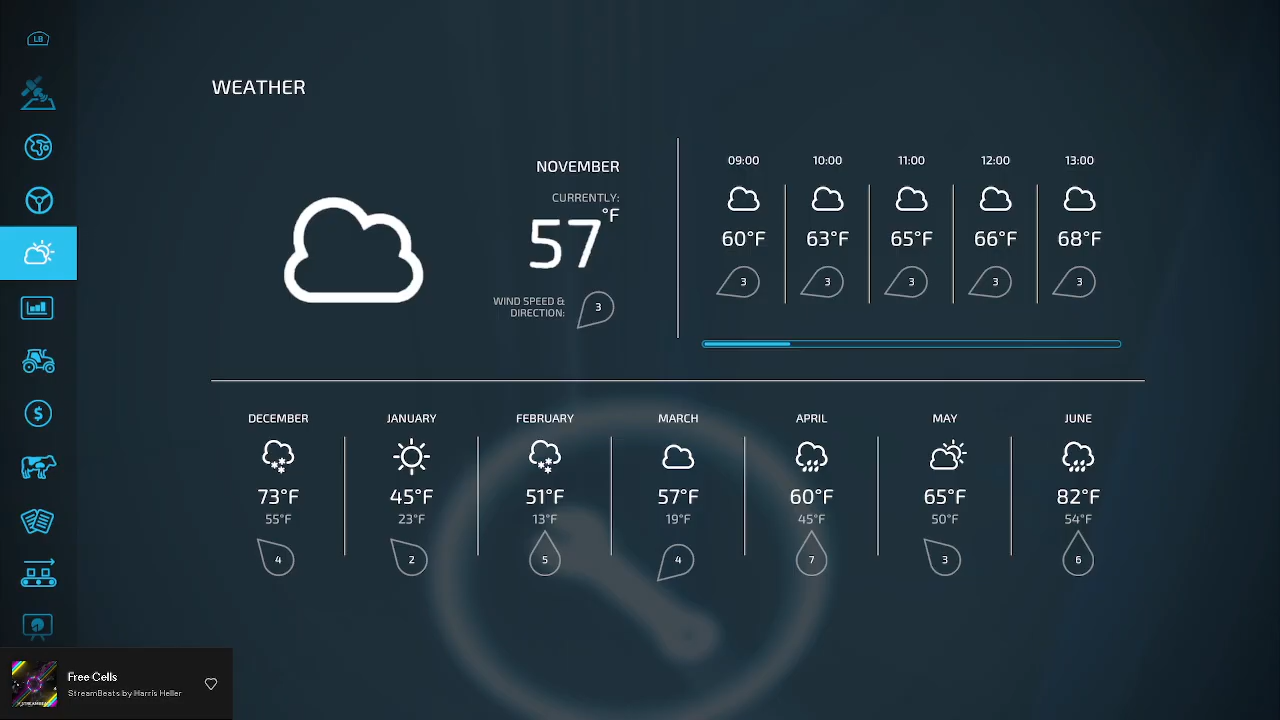 LB
WEATHER
NOVEMBER
CURRENTLY:
57°F
WIND SPEED &
DIRECTION:
3
09:00 10:00 11:00 12:00 13:00
60°F 63°F 65°F 66°F 68°F
3 3 3 3 3
DECEMBER JANUARY FEBRUARY MARCH APRIL MAY JUNE
73°F 45°F 51°F 57°F 60°F 65°F 82°F
55°F 23°F 13°F 19°F 45°F 50°F 54°F
4 2 5 4 7 3 6
$
Free Cells
StreamBeats by Harris Heller